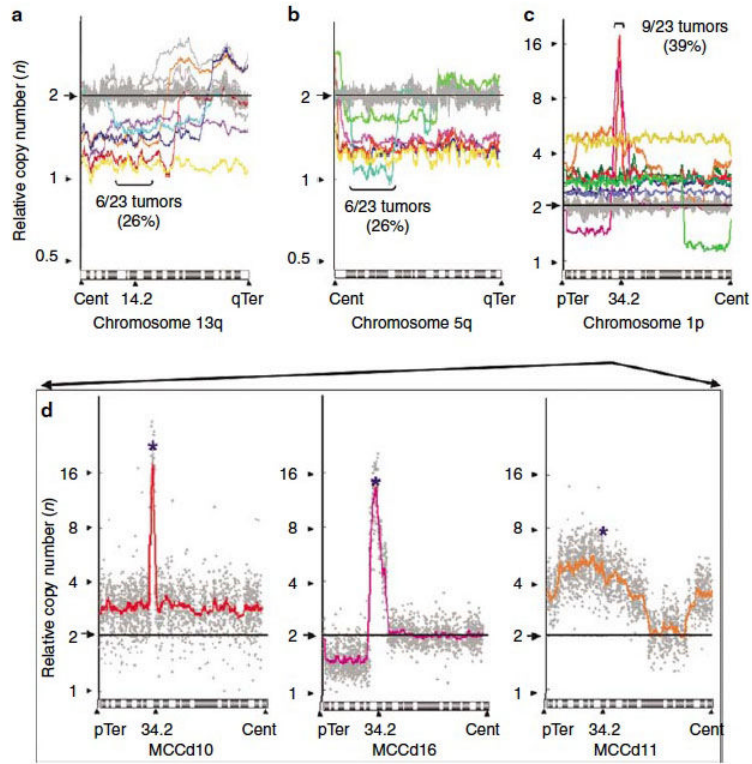 a
Relative copy number (n)
2
1
0.5
6/23 tumors
(26%)
Cent 14.2 qTer
Chromosome 13q
b
2
1
0.5
6/23 tumors
(26%)
Cent qTer
Chromosome 5q
c
16
8
4
2
1
9/23 tumors
(39%)
pTer 34.2 Cent
Chromosome 1p
d
Relative copy number (n)
16
8
4
2
1
*
pTer 34.2 Cent
MCCd10
16
8
4
2
1
*
pTer 34.2 Cent
MCCd16
16
8
4
2
1
*
pTer 34.2 Cent
MCCd11